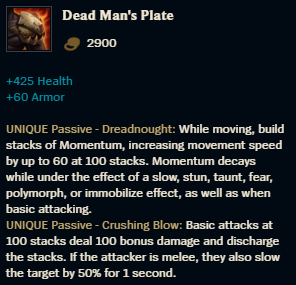 Dead Man's Plate
2900
+425 Health
+60 Armor
UNIQUE Passive - Dreadnought: While moving, build
stacks of Momentum, increasing movement speed
by up to 60 at 100 stacks. Momentum decays
while under the effect of a slow, stun, taunt, fear,
polymorph, or immobilize effect, as well as when
basic attacking.
UNIQUE Passive - Crushing Blow: Basic attacks at
100 stacks deal 100 bonus damage and discharge
the stacks. If the attacker is melee, they also slow
the target by 50% for 1 second.